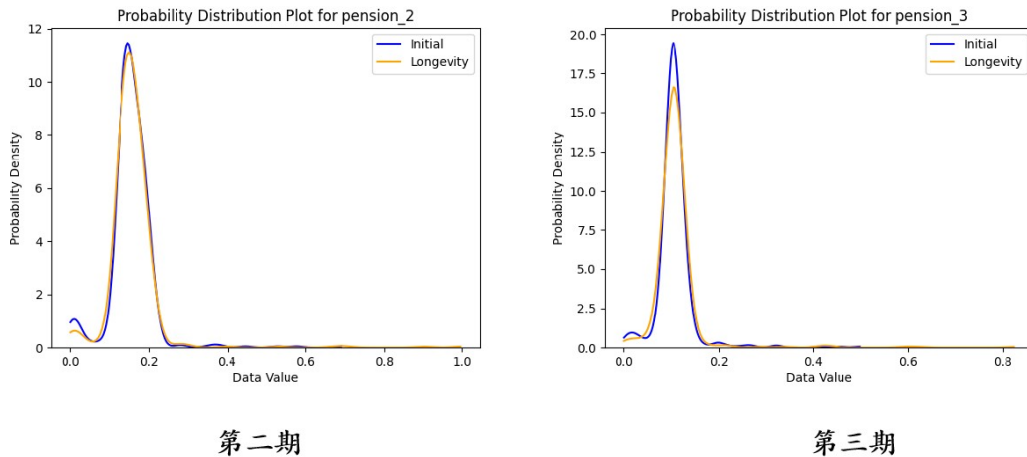 Probability Distribution Plot for pension_2
Initial
Longevity
Probability Density
12
10
8
6
4
2
0
0.0 0.2 0.4 0.6 0.8 1.0
Data Value
第二期
Probability Distribution Plot for pension_3
Initial
Longevity
Probability Density
20.0
17.5
15.0
12.5
10.0
7.5
5.0
2.5
0.0
0.0 0.2 0.4 0.6 0.8
Data Value
第三期